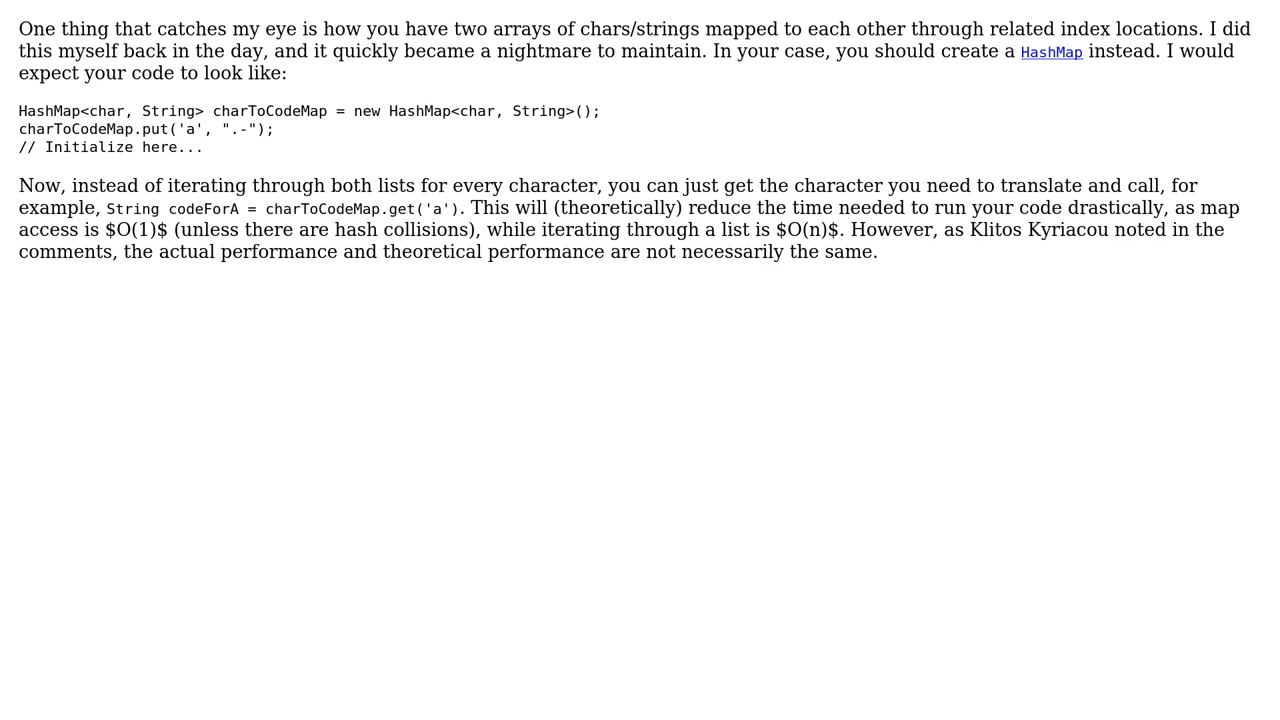 One thing that catches my eye is how you have two arrays of chars/strings mapped to each other through related index locations. I did
this myself back in the day, and it quickly became a nightmare to maintain. In your case, you should create a HashMap instead. I would
expect your code to look like:
HashMap<char, String> charToCodeMap = new HashMap<char, String>();
charToCodeMap.put('a', ".-");
// Initialize here...
Now, instead of iterating through both lists for every character, you can just get the character you need to translate and call, for
example, String codeForA = charToCodeMap.get('a'). This will (theoretically) reduce the time needed to run your code drastically, as map
access is $O(1)$ (unless there are hash collisions), while iterating through a list is $O(n)$. However, as Klitos Kyriacou noted in the
comments, the actual performance and theoretical performance are not necessarily the same.